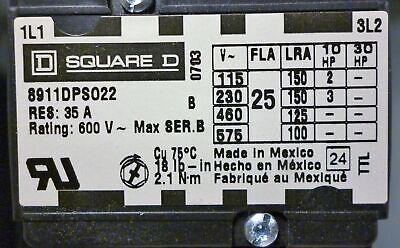 1L1 3L2
D SQUARE D
8911DPSO22 B
RES: 35 A
Rating: 600 V~ Max SER.B
0703
V~ FLA LRA 1Ø HP 3Ø HP
115 25 150 2 –
230 150 3 –
460 125 – –
575 100 – –
Cu 75°C Made in Mexico
18 lb-in Hecho en México 24
2.1 N·m Fabriqué au Mexique